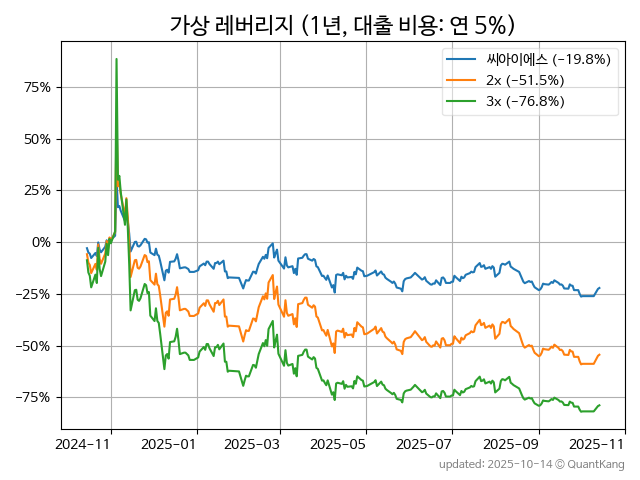 가상 레버리지 (1년, 대출 비용: 연 5%)
씨아이에스 (−19.8%)
2x (−51.5%)
3x (−76.8%)
75%
50%
25%
0%
−25%
−50%
−75%
2024-11 2025-01 2025-03 2025-05 2025-07 2025-09 2025-11
updated: 2025-10-14 © QuantKang